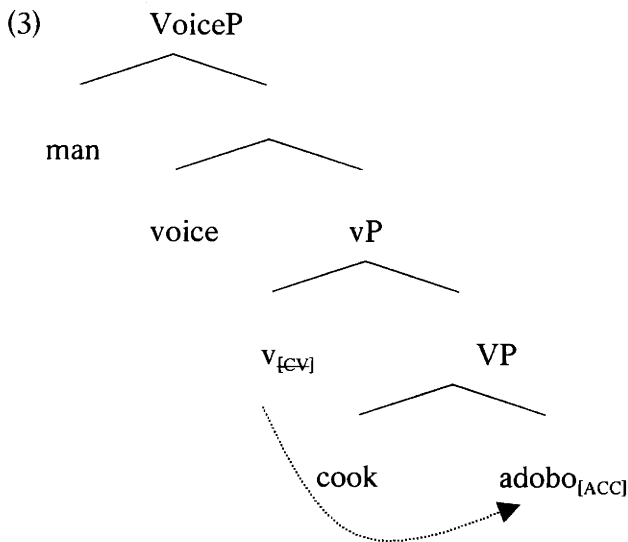 (3) VoiceP
man
voice vP
v[CV] VP
cook adobo[ACC]